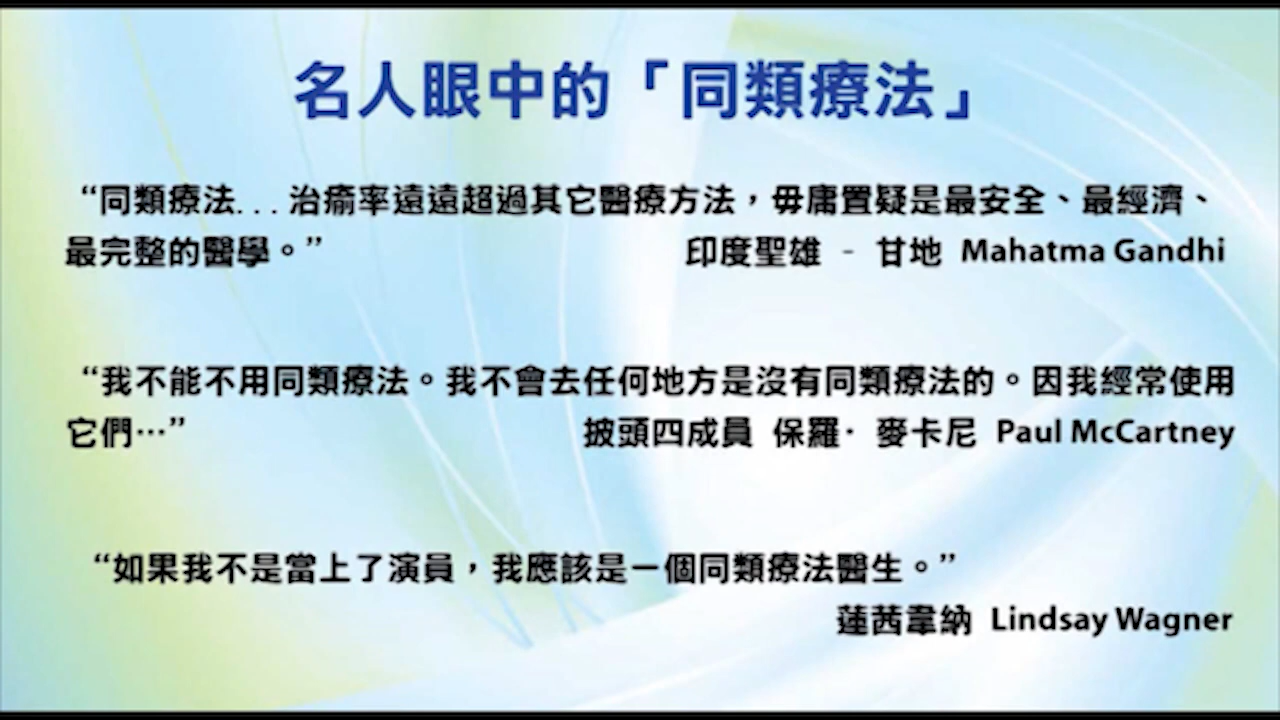 名人眼中的「同類療法」
“同類療法...治瘉率遠遠超過其它醫療方法，毋庸置疑是最安全、最經濟、
最完整的醫學。” 印度聖雄 - 甘地 Mahatma Gandhi
“我不能不用同類療法。我不會去任何地方是沒有同類療法的。因我經常使用
它們…” 披頭四成員 保羅· 麥卡尼 Paul McCartney
“如果我不是當上了演員，我應該是一個同類療法醫生。”
蓮茜韋納 Lindsay Wagner